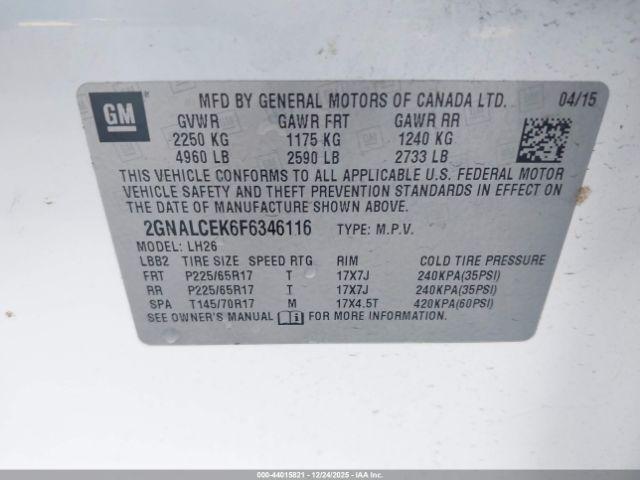 GM
MFD BY GENERAL MOTORS OF CANADA LTD. 04/15
GVWR GAWR FRT GAWR RR
2250 KG 1175 KG 1240 KG
4960 LB 2590 LB 2733 LB
THIS VEHICLE CONFORMS TO ALL APPLICABLE U.S. FEDERAL MOTOR
VEHICLE SAFETY AND THEFT PREVENTION STANDARDS IN EFFECT ON
THE DATE OF MANUFACTURE SHOWN ABOVE.
2GNALCEK6F6346116 TYPE: M.P.V.
MODEL: LH26
LBB2 TIRE SIZE SPEED RTG RIM COLD TIRE PRESSURE
FRT P225/65R17 T 17X7J 240KPA(35PSI)
RR P225/65R17 T 17X7J 240KPA(35PSI)
SPA T145/70R17 M 17X4.5T 420KPA(60PSI)
SEE OWNER'S MANUAL FOR MORE INFORMATION.
000-44015821 - 12/24/2025 - IAAI.COM